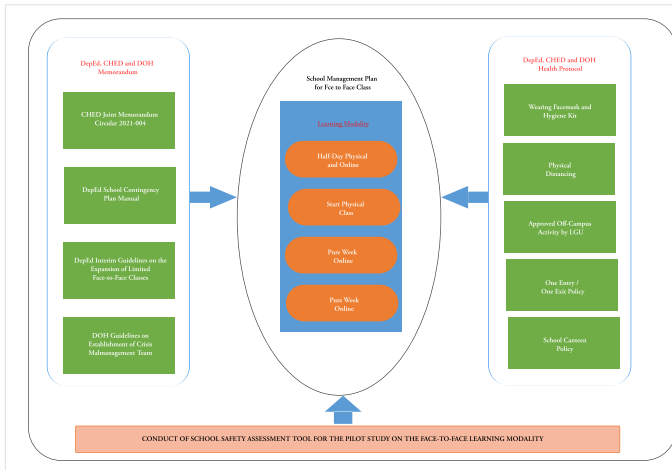 DepEd, CHED and DOH
Memorandum
CHED Joint Memorandum
Circular 2021-004
DepEd School Contingency
Plan Manual
DepEd Interim Guidelines on the
Expansion of Limited
Face-to-Face Classes
DOH Guidelines on
Establishment of Crisis
Malmanagement Team
School Management Plan
for Fce to Face Class
Learning Modality
Half-Day Physical
and Online
Start Physical
Class
Pure Week
Online
Pure Week
Online
DepEd, CHED and DOH
Health Protocol
Wearing Facemask and
Hygiene Kit
Physical
Distancing
Approved Off-Campus
Activity by LGU
One Entry /
One Exit Policy
School Canteen
Policy
CONDUCT OF SCHOOL SAFETY ASSESSMENT TOOL FOR THE PILOT STUDY ON THE FACE-TO-FACE LEARNING MODALITY